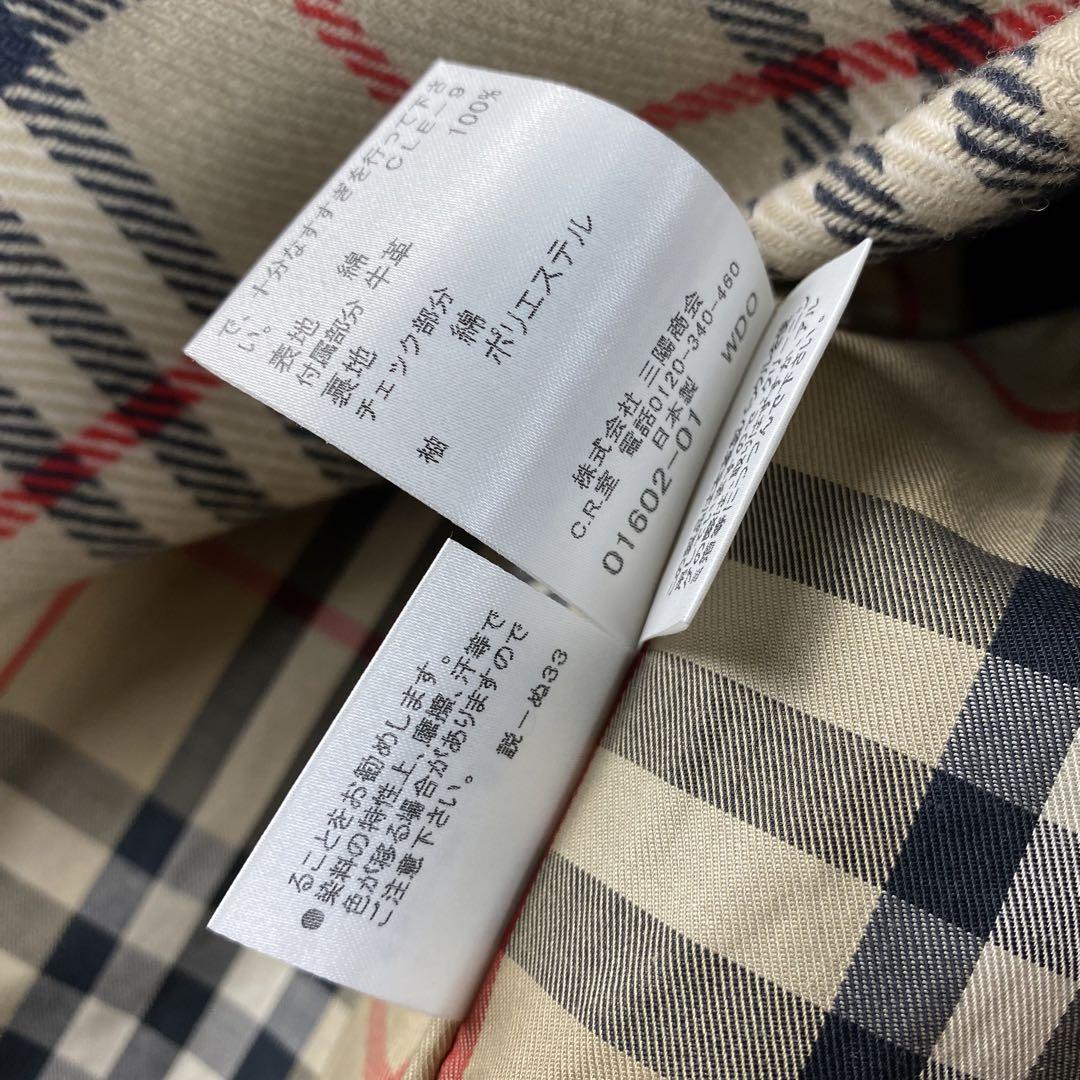 で、十分なすすぎを行って下さ
い。
CLE-9
表地 綿 100%
付属部分 牛革
裏地
チェック部分 綿
袖 ポリエステル
株式会社 三陽商会
C.R.室 電話0120-340-460
日本製
01602-01 WDO
ることをお勧めします。
●染料の特性上、摩擦、汗等で
色が移る場合がありますので
ご注意下さい。
説-ぬ33